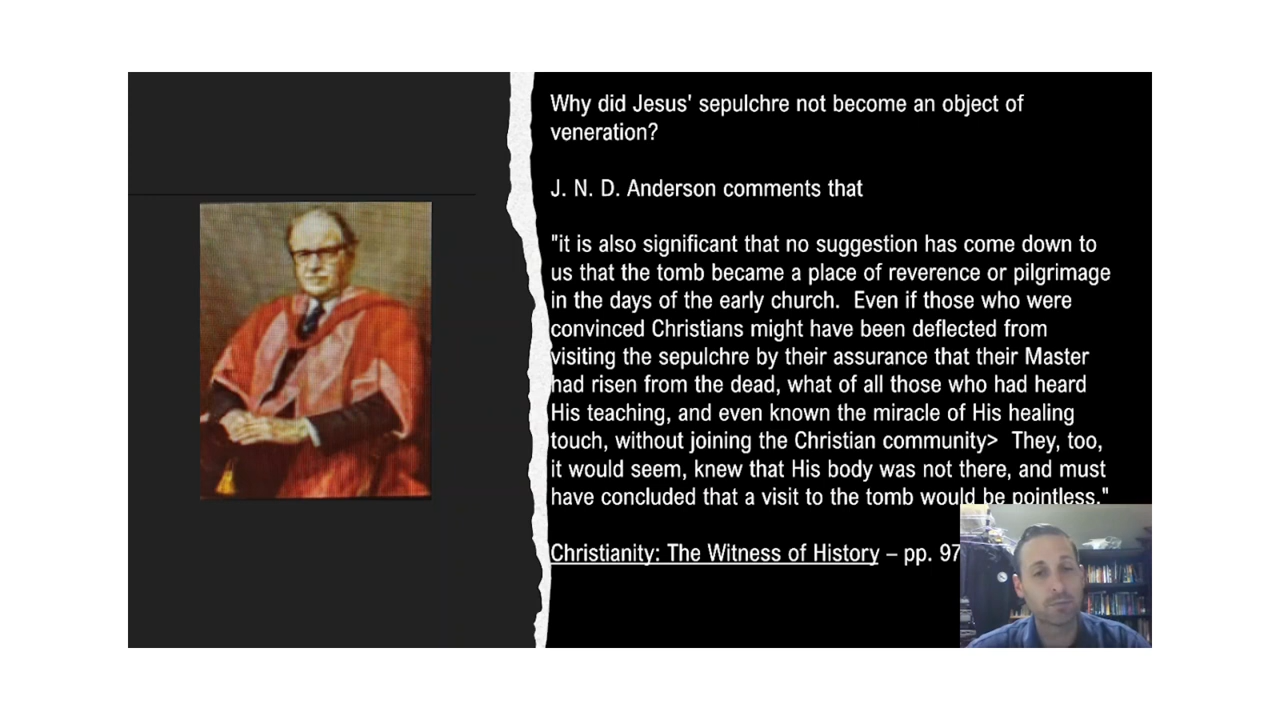 Why did Jesus' sepulchre not become an object of
veneration?
J. N. D. Anderson comments that
"it is also significant that no suggestion has come down to
us that the tomb became a place of reverence or pilgrimage
in the days of the early church.  Even if those who were
convinced Christians might have been deflected from
visiting the sepulchre by their assurance that their Master
had risen from the dead, what of all those who had heard
His teaching, and even known the miracle of His healing
touch, without joining the Christian community>  They, too,
it would seem, knew that His body was not there, and must
have concluded that a visit to the tomb would be pointless."
Christianity: The Witness of History – pp. 97